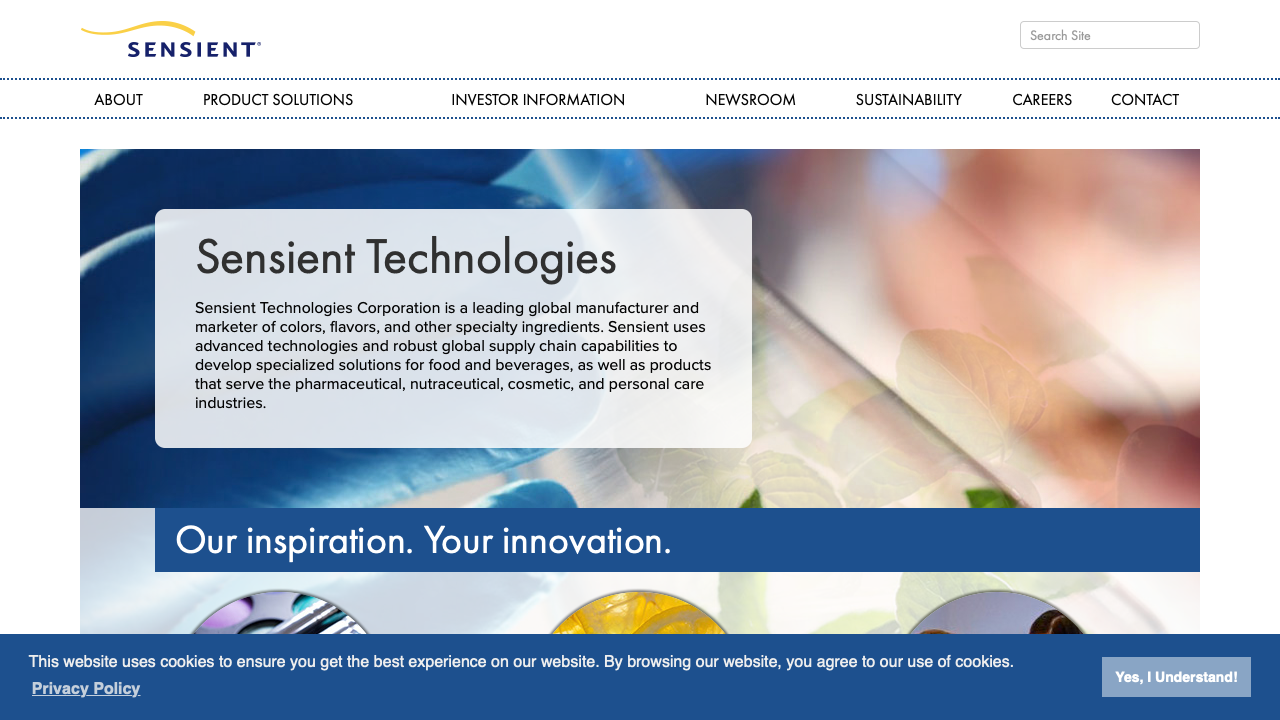 SENSIENT®
Search Site
ABOUT PRODUCT SOLUTIONS INVESTOR INFORMATION NEWSROOM SUSTAINABILITY CAREERS CONTACT
Sensient Technologies
Sensient Technologies Corporation is a leading global manufacturer and
marketer of colors, flavors, and other specialty ingredients. Sensient uses
advanced technologies and robust global supply chain capabilities to
develop specialized solutions for food and beverages, as well as products
that serve the pharmaceutical, nutraceutical, cosmetic, and personal care
industries.
Our inspiration. Your innovation.
This website uses cookies to ensure you get the best experience on our website. By browsing our website, you agree to our use of cookies.
Privacy Policy
Yes, I Understand!